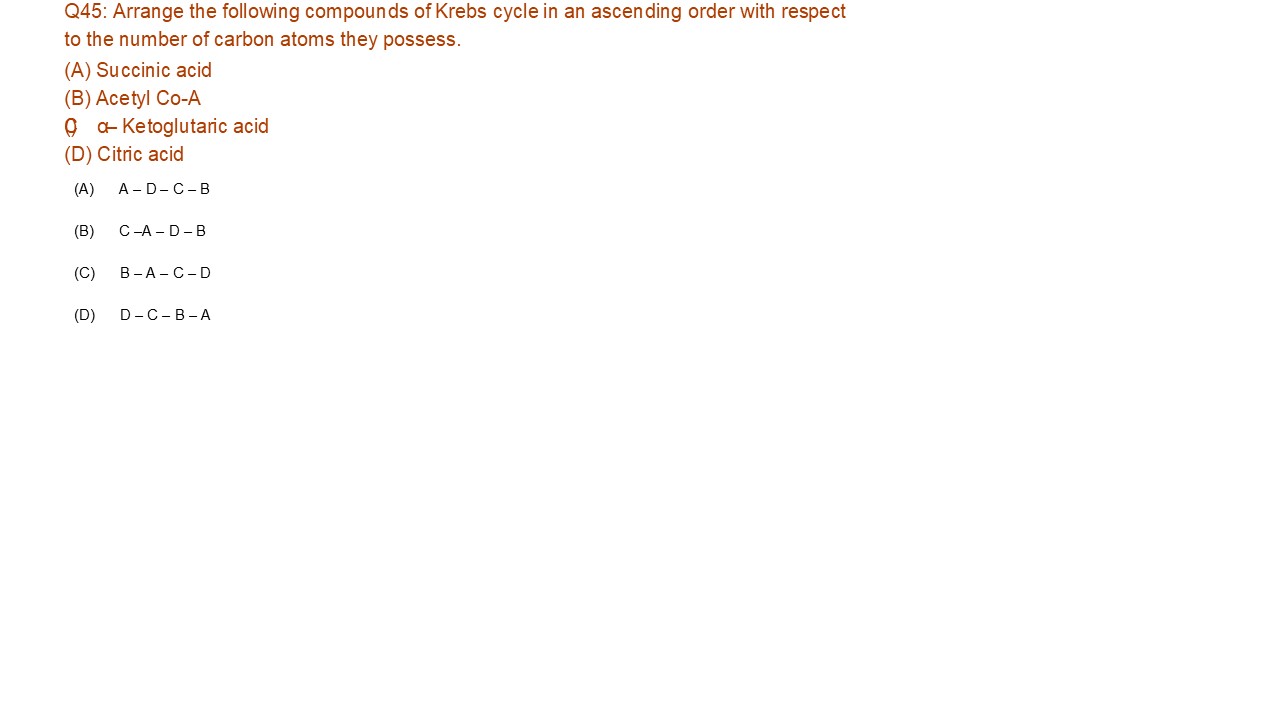 Q45: Arrange the following compounds of Krebs cycle in an ascending order with respect
to the number of carbon atoms they possess.
(A) Succinic acid
(B) Acetyl Co-A
(C) α– Ketoglutaric acid
(D) Citric acid
(A) A – D – C – B
(B) C –A – D – B
(C) B – A – C – D
(D) D – C – B – A